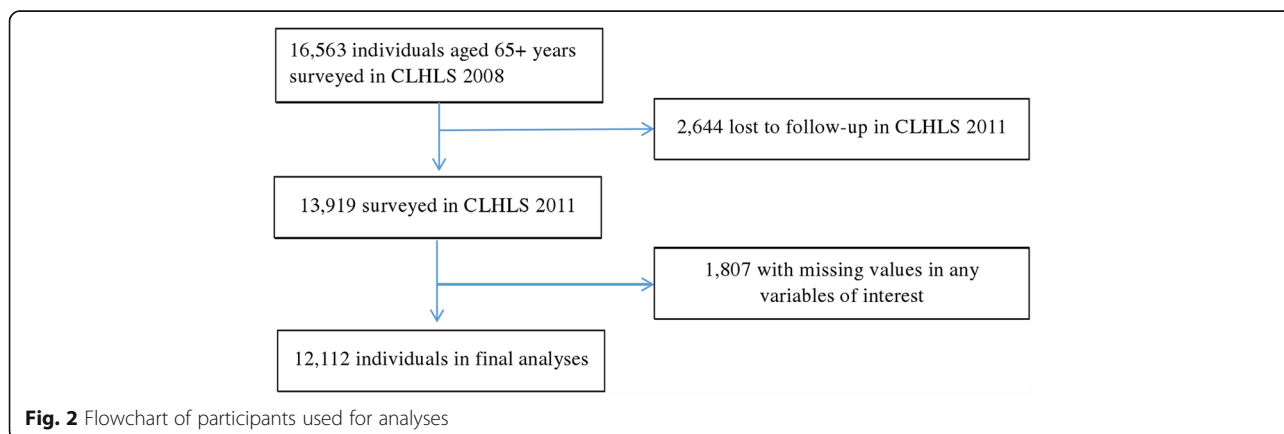 16,563 individuals aged 65+ years
surveyed in CLHLS 2008
2,644 lost to follow-up in CLHLS 2011
13,919 surveyed in CLHLS 2011
1,807 with missing values in any
variables of interest
12,112 individuals in final analyses
Fig. 2 Flowchart of participants used for analyses